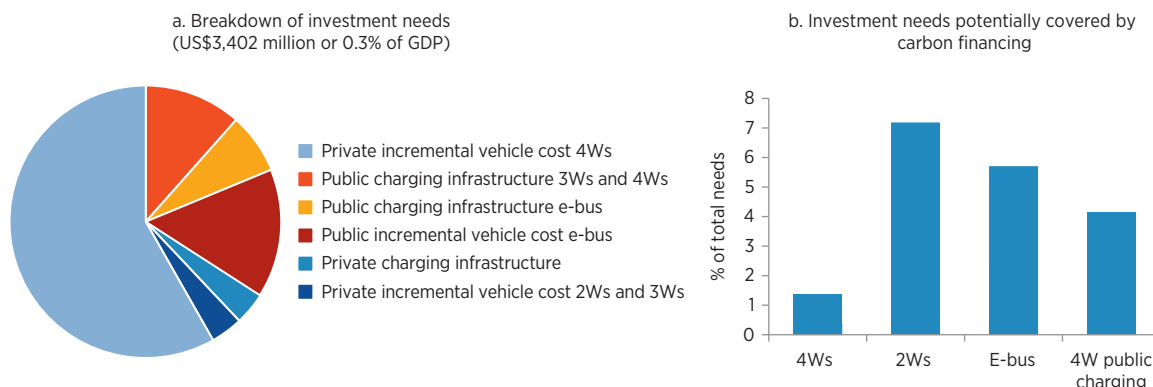 a. Breakdown of investment needs
(US$3,402 million or 0.3% of GDP)
Private incremental vehicle cost 4Ws
Public charging infrastructure 3Ws and 4Ws
Public charging infrastructure e-bus
Public incremental vehicle cost e-bus
Private charging infrastructure
Private incremental vehicle cost 2Ws and 3Ws
b. Investment needs potentially covered by
carbon financing
% of total needs
8
7
6
5
4
3
2
1
0
4Ws
2Ws
E-bus
4W public
charging